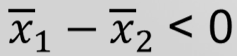 x̅₁ − x̅₂ < 0